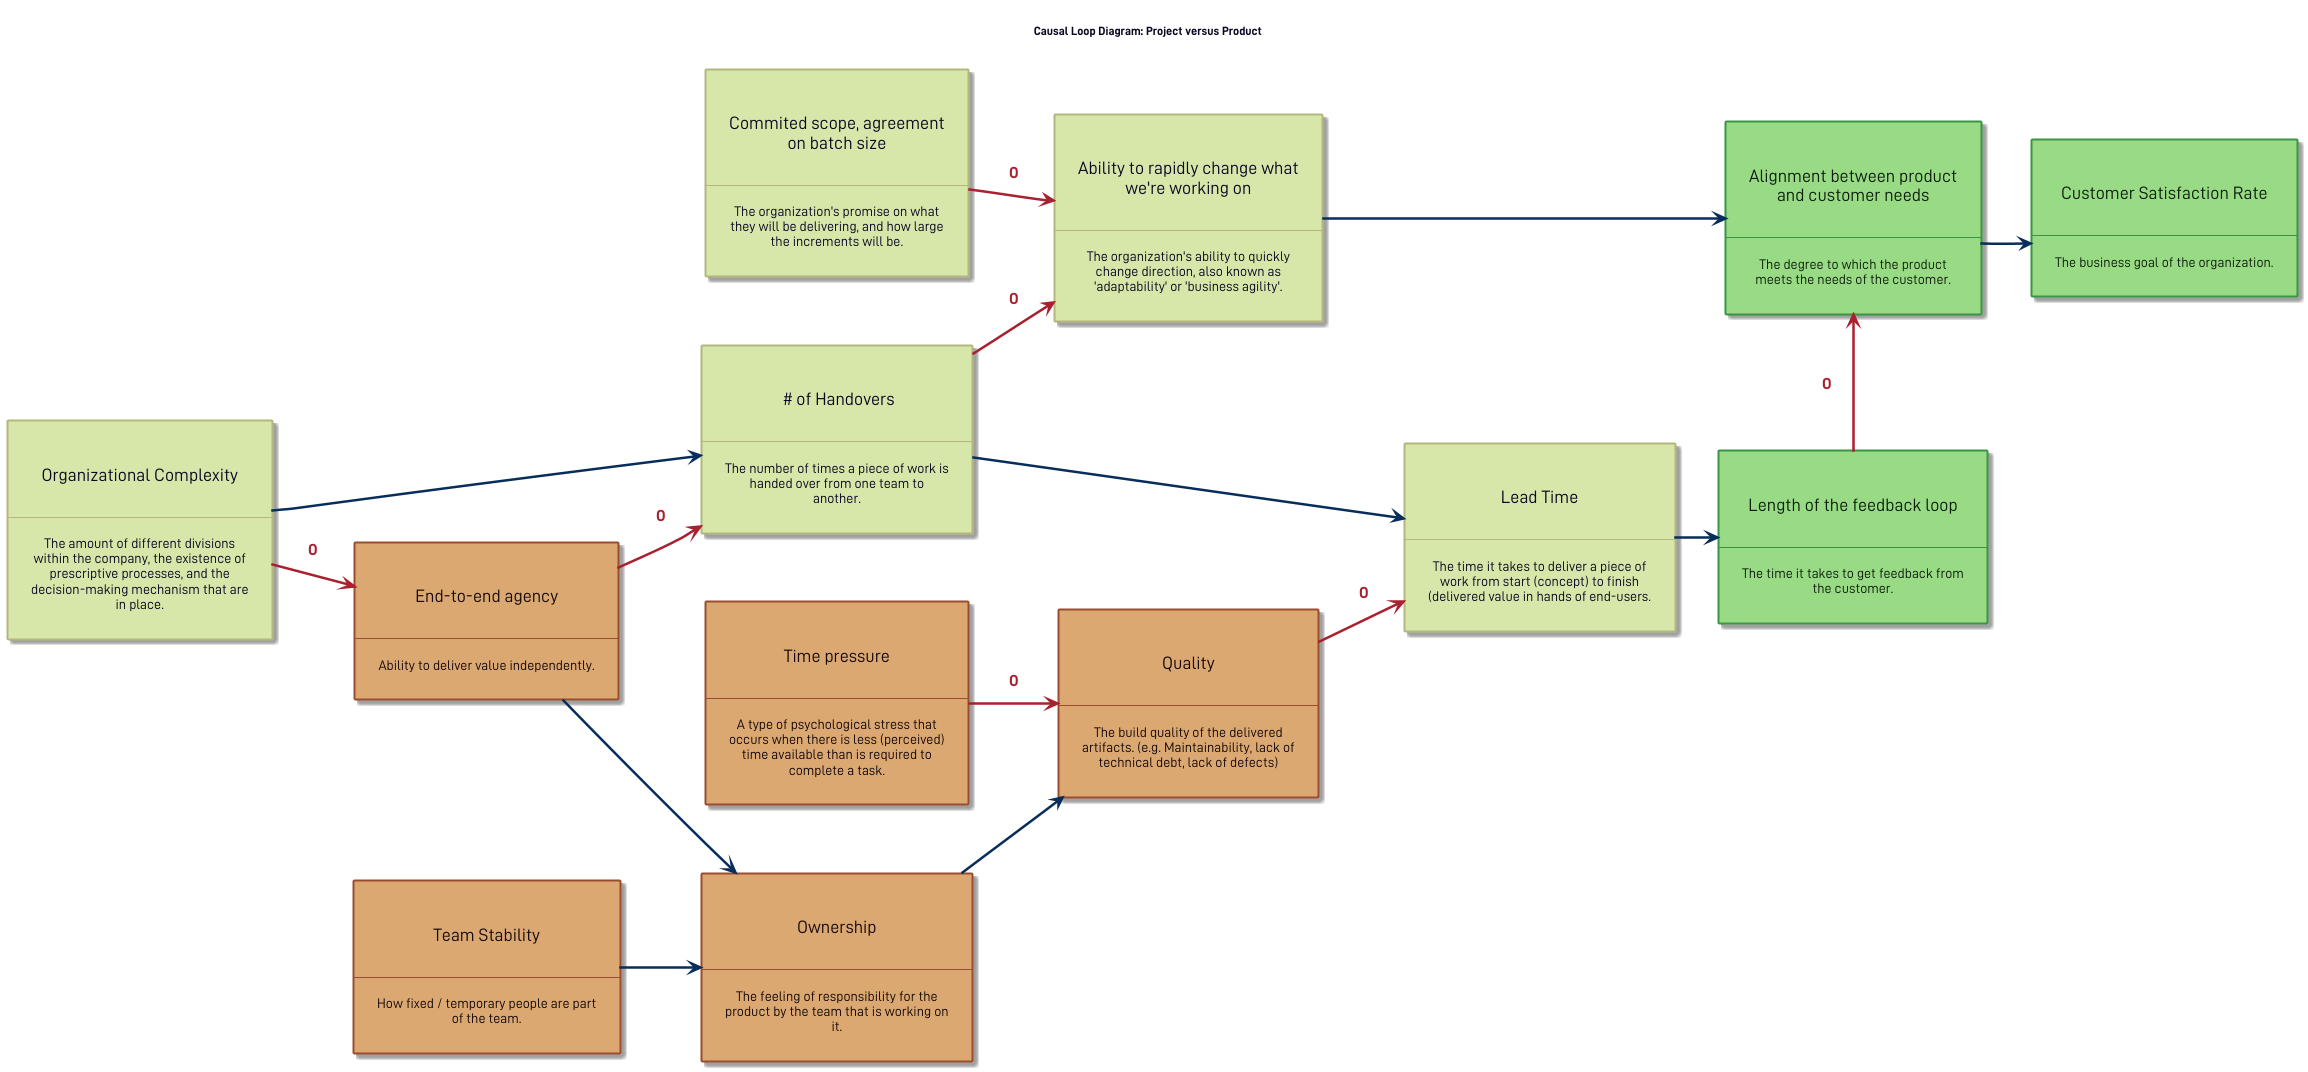 Causal Loop Diagram: Project versus Product
Commited scope, agreement
on batch size
The organization's promise on what
they will be delivering, and how large
the increments will be.
O
Ability to rapidly change what
we're working on
The organization's ability to quickly
change direction, also known as
'adaptability' or 'business agility'.
O
Alignment between product
and customer needs
The degree to which the product
meets the needs of the customer.
Customer Satisfaction Rate
The business goal of the organization.
O
# of Handovers
The number of times a piece of work is
handed over from one team to
another.
Organizational Complexity
The amount of different divisions
within the company, the existence of
prescriptive processes, and the
decision-making mechanism that are
in place.
O
End-to-end agency
Ability to deliver value independently.
O
Lead Time
The time it takes to deliver a piece of
work from start (concept) to finish
(delivered value in hands of end-users.
Length of the feedback loop
The time it takes to get feedback from
the customer.
Time pressure
A type of psychological stress that
occurs when there is less (perceived)
time available than is required to
complete a task.
O
Quality
The build quality of the delivered
artifacts. (e.g. Maintainability, lack of
technical debt, lack of defects)
O
Team Stability
How fixed / temporary people are part
of the team.
Ownership
The feeling of responsibility for the
product by the team that is working on
it.